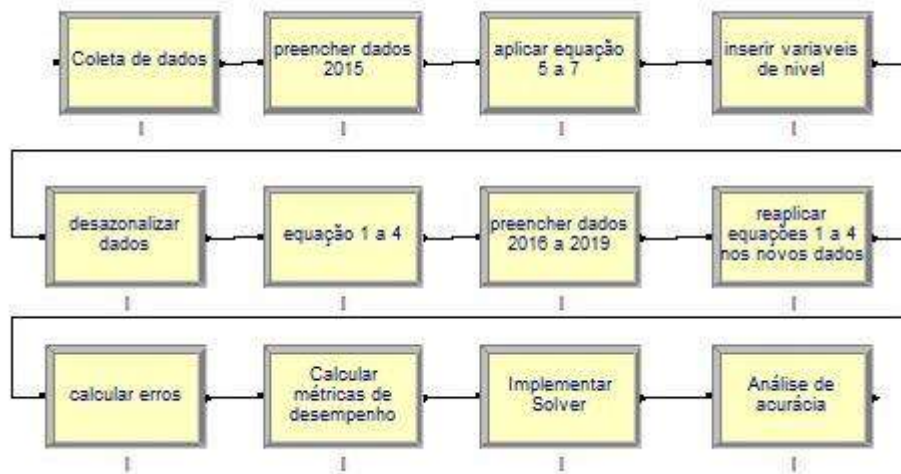 Coleta de dados
preencher dados
2015
aplicar equação
5 a 7
inserir variaveis
de nivel
desazonalizar
dados
equação 1 a 4
preencher dados
2016 a 2019
reaplicar
equações 1 a 4
nos novos dados
calcular erros
Calcular
métricas de
desempenho
Implementar
Solver
Análise de
acurácia